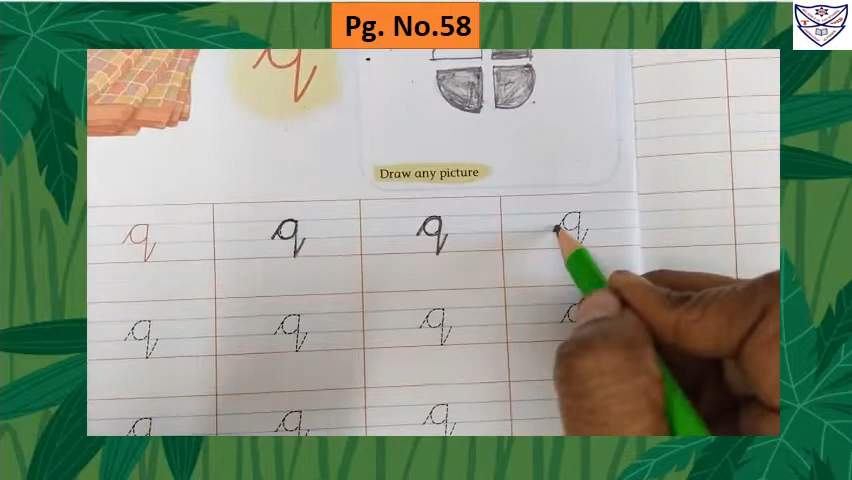 Pg. No.58
q
Draw any picture
q q q q
q q q
q q q